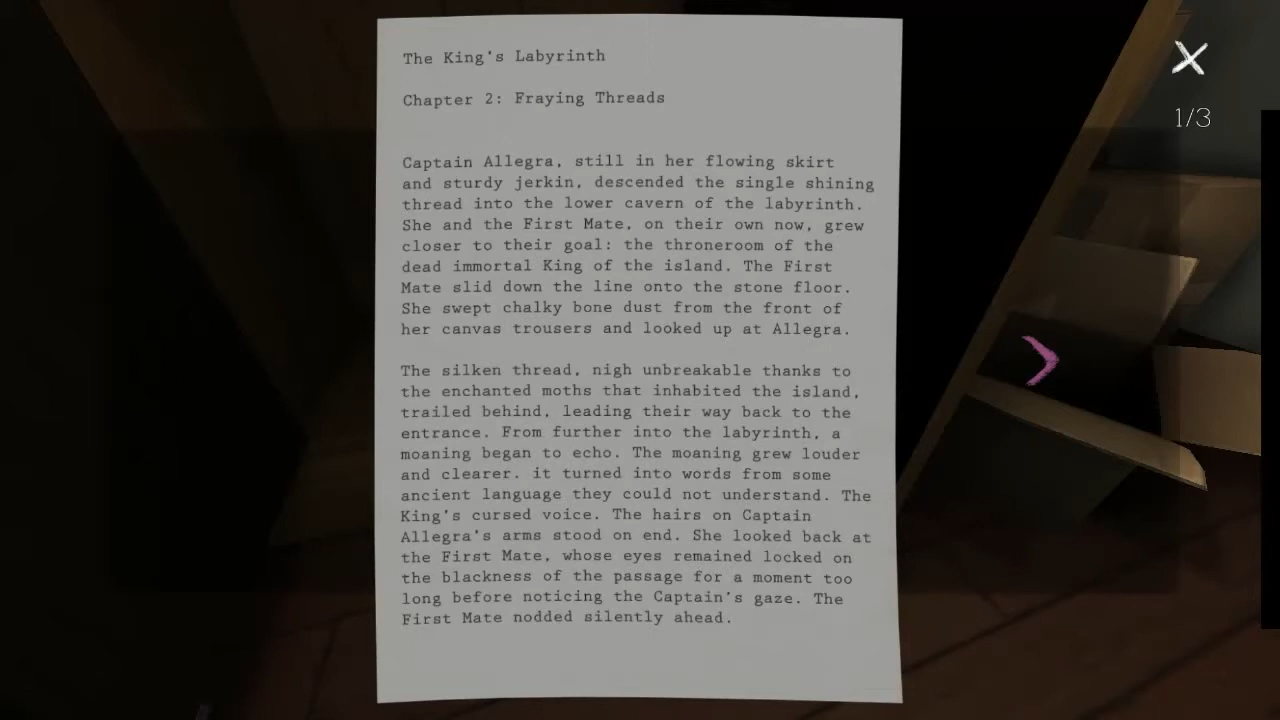 The King's Labyrinth
Chapter 2: Fraying Threads
Captain Allegra, still in her flowing skirt
and sturdy jerkin, descended the single shining
thread into the lower cavern of the labyrinth.
She and the First Mate, on their own now, grew
closer to their goal: the throneroom of the
dead immortal King of the island. The First
Mate slid down the line onto the stone floor.
She swept chalky bone dust from the front of
her canvas trousers and looked up at Allegra.
The silken thread, nigh unbreakable thanks to
the enchanted moths that inhabited the island,
trailed behind, leading their way back to the
entrance. From further into the labyrinth, a
moaning began to echo. The moaning grew louder
and clearer. it turned into words from some
ancient language they could not understand. The
King's cursed voice. The hairs on Captain
Allegra's arms stood on end. She looked back at
the First Mate, whose eyes remained locked on
the blackness of the passage for a moment too
long before noticing the Captain's gaze. The
First Mate nodded silently ahead.
1/3